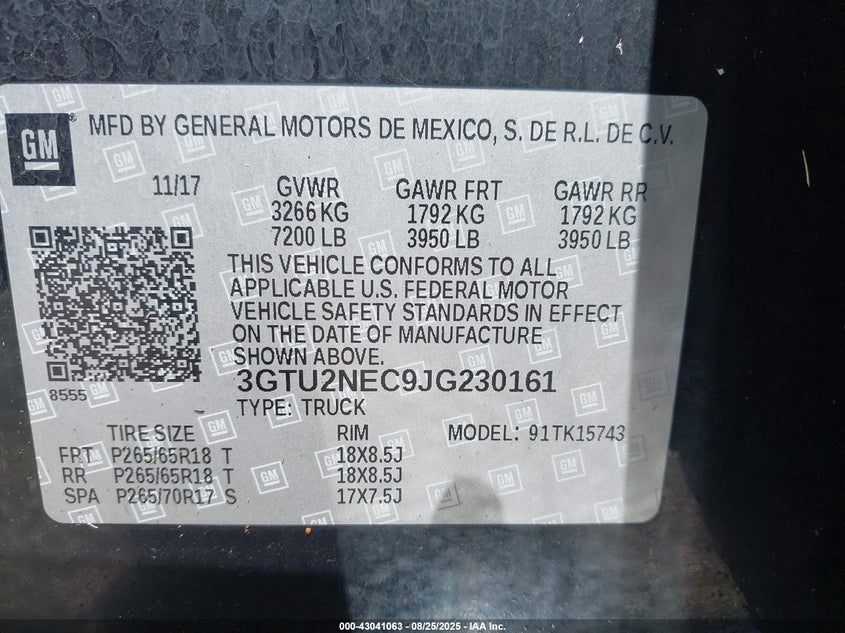 GM MFD BY GENERAL MOTORS DE MEXICO, S. DE R.L. DE C.V.
11/17 GVWR GAWR FRT GAWR RR
3266 KG 1792 KG 1792 KG
7200 LB 3950 LB 3950 LB
THIS VEHICLE CONFORMS TO ALL
APPLICABLE U.S. FEDERAL MOTOR
VEHICLE SAFETY STANDARDS IN EFFECT
ON THE DATE OF MANUFACTURE
SHOWN ABOVE.
3GTU2NEC9JG230161
8555
TYPE: TRUCK
TIRE SIZE RIM MODEL: 91TK15743
FRT P265/65R18 T 18X8.5J
RR P265/65R18 T 18X8.5J
SPA P265/70R17 S 17X7.5J
000-43041063 - 08/25/2025 - IAA Inc.